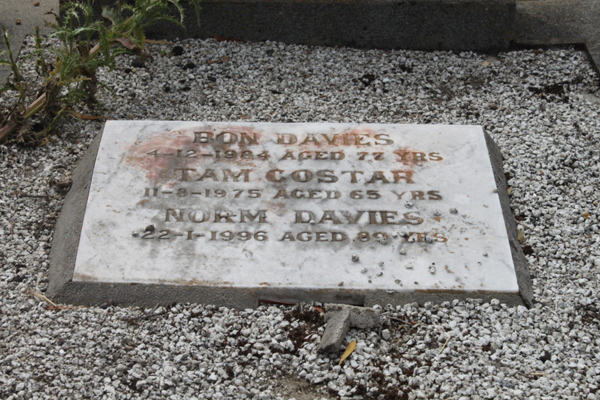 RON DAVIES
4-12-1984 AGED 77 YRS
TAM COSTAR
11-9-1975 AGED 65 YRS
NORM DAVIES
22-1-1996 AGED YRS